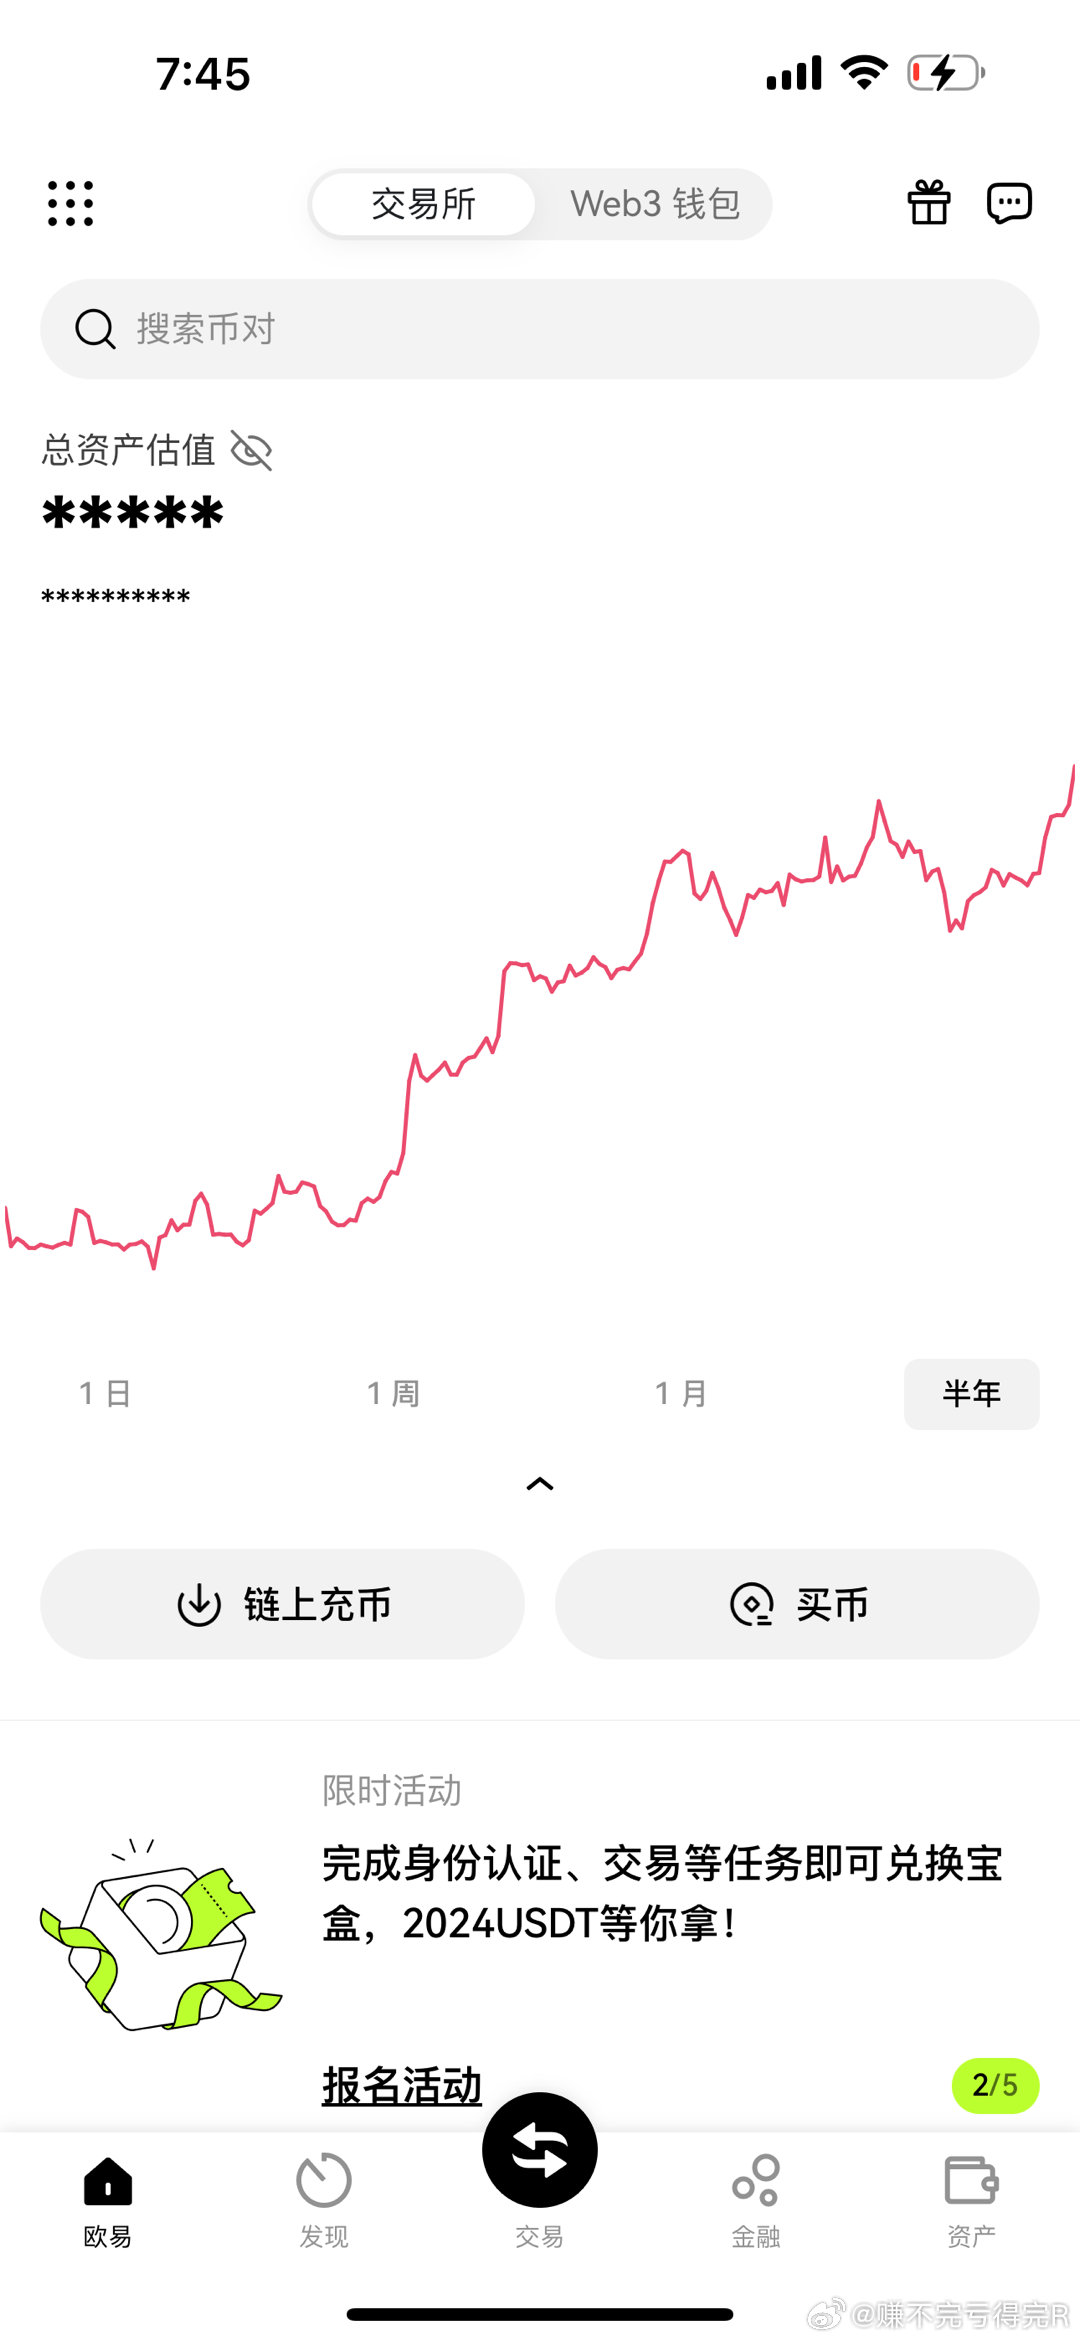 7:45
交易所
Web3 钱包
搜索币对
总资产估值
*****
**********
1 日
1 周
1 月
半年
链上充币
买币
限时活动
完成身份认证、交易等任务即可兑换宝
盒，2024USDT等你拿！
报名活动
2/5
欧易
发现
交易
金融
资产
@赚不完亏得完R